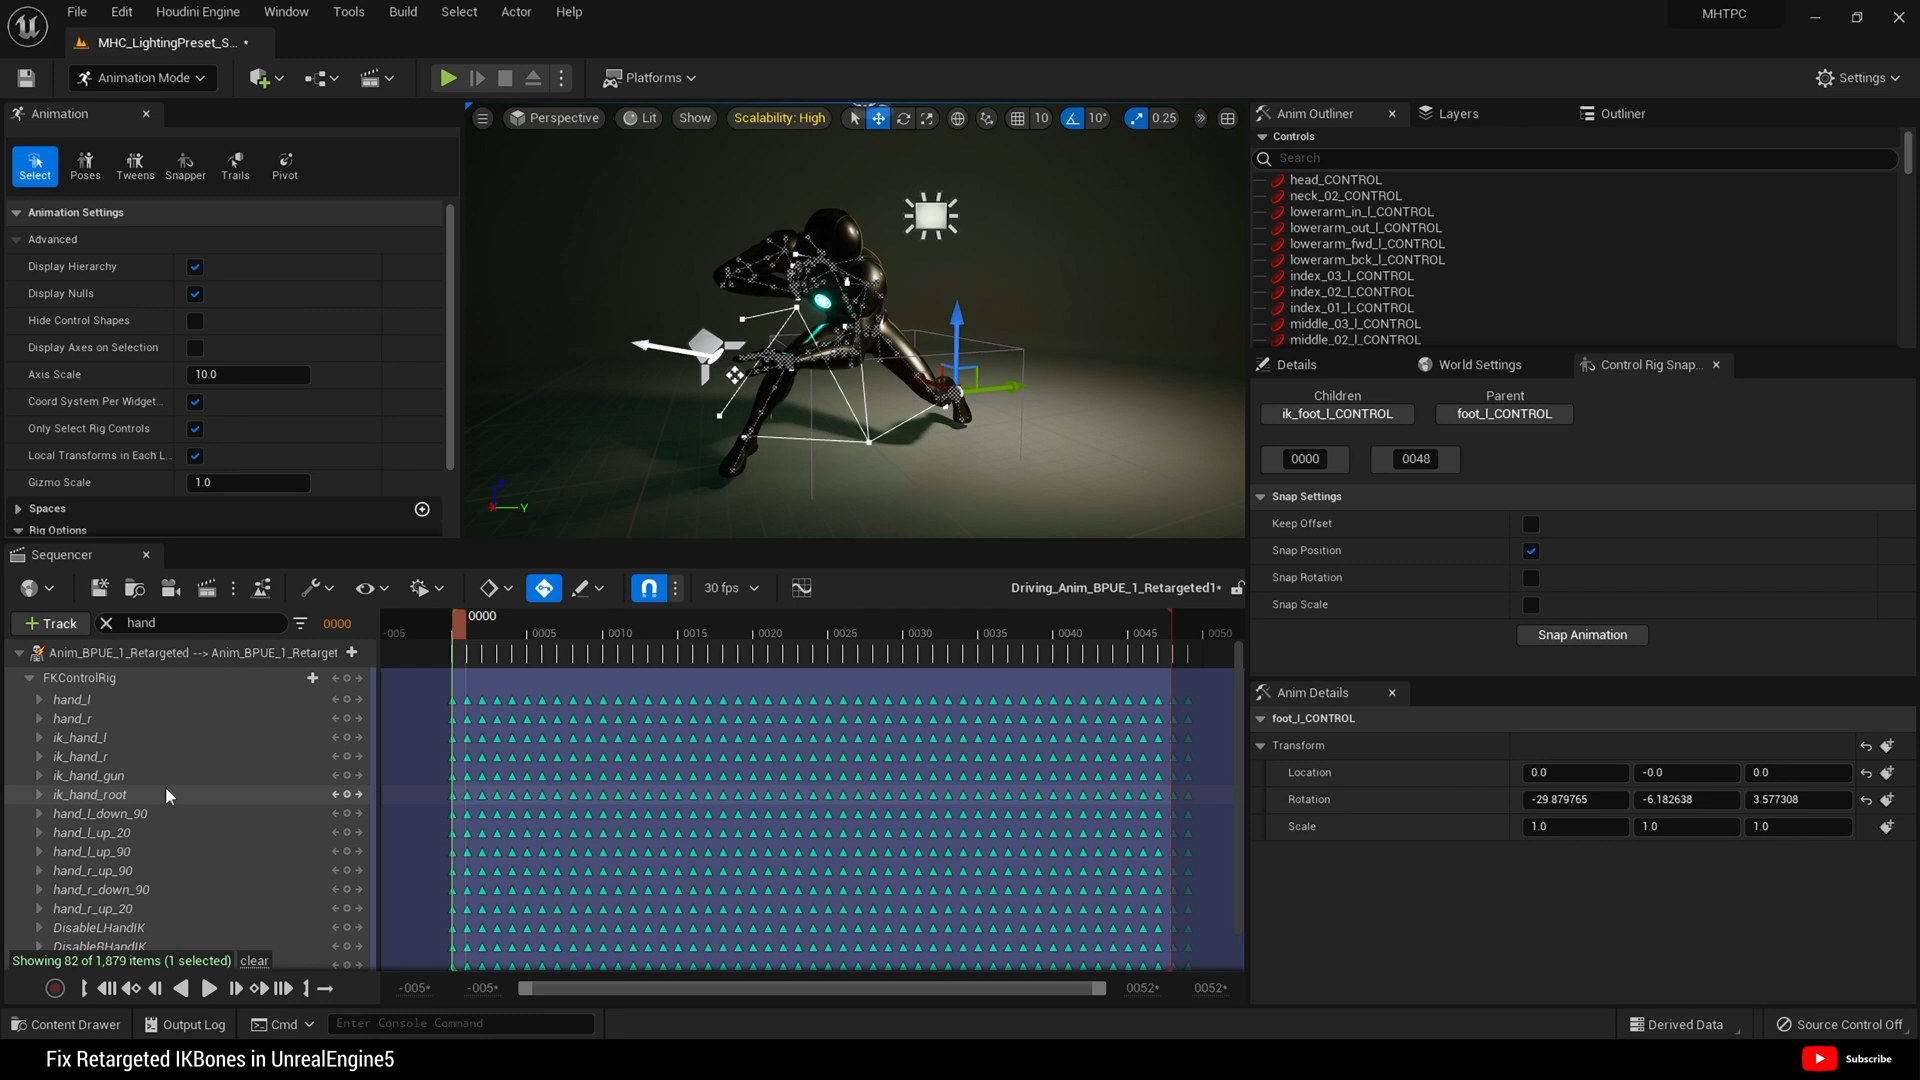 File Edit Houdini Engine Window Tools Build Select Actor Help MHTPC
MHC_LightingPreset_S... •
Animation Mode Platforms Settings
Animation
Select Poses Tweens Snapper Trails Pivot
Animation Settings
Advanced
Display Hierarchy
Display Nulls
Hide Control Shapes
Display Axes on Selection
Axis Scale 10.0
Coord System Per Widget...
Only Select Rig Controls
Local Transforms in Each L...
Gizmo Scale 1.0
Spaces
Rig Options
Perspective Lit Show Scalability: High 10 10° 0.25
Y
Anim Outliner Layers Outliner
Controls
Search
head_CONTROL
neck_02_CONTROL
lowerarm_in_l_CONTROL
lowerarm_out_l_CONTROL
lowerarm_fwd_l_CONTROL
lowerarm_bck_l_CONTROL
index_03_l_CONTROL
index_02_l_CONTROL
index_01_l_CONTROL
middle_03_l_CONTROL
middle_02_l_CONTROL
Details World Settings Control Rig Snap...
Children Parent
ik_foot_l_CONTROL foot_l_CONTROL
0000 0048
Snap Settings
Keep Offset
Snap Position
Snap Rotation
Snap Scale
Snap Animation
Anim Details
foot_l_CONTROL
Transform
Location 0.0 -0.0 0.0
Rotation -29.879765 -6.182638 3.577308
Scale 1.0 1.0 1.0
Sequencer
30 fps Driving_Anim_BPUE_1_Retargeted1*
Track hand 0000
0000
-005 0005 0010 0015 0020 0025 0030 0035 0040 0045 0050
Anim_BPUE_1_Retargeted --> Anim_BPUE_1_Retarget
FKControlRig
hand_l
hand_r
ik_hand_l
ik_hand_r
ik_hand_gun
ik_hand_root
hand_l_down_90
hand_l_up_20
hand_l_up_90
hand_r_up_90
hand_r_down_90
hand_r_up_20
DisableLHandIK
DisableRHandIK
Showing 82 of 1,879 items (1 selected) clear
-005* -005* 0052* 0052*
Content Drawer Output Log Cmd Enter Console Command Derived Data Source Control Off
Fix Retargeted IKBones in UnrealEngine5 Subscribe